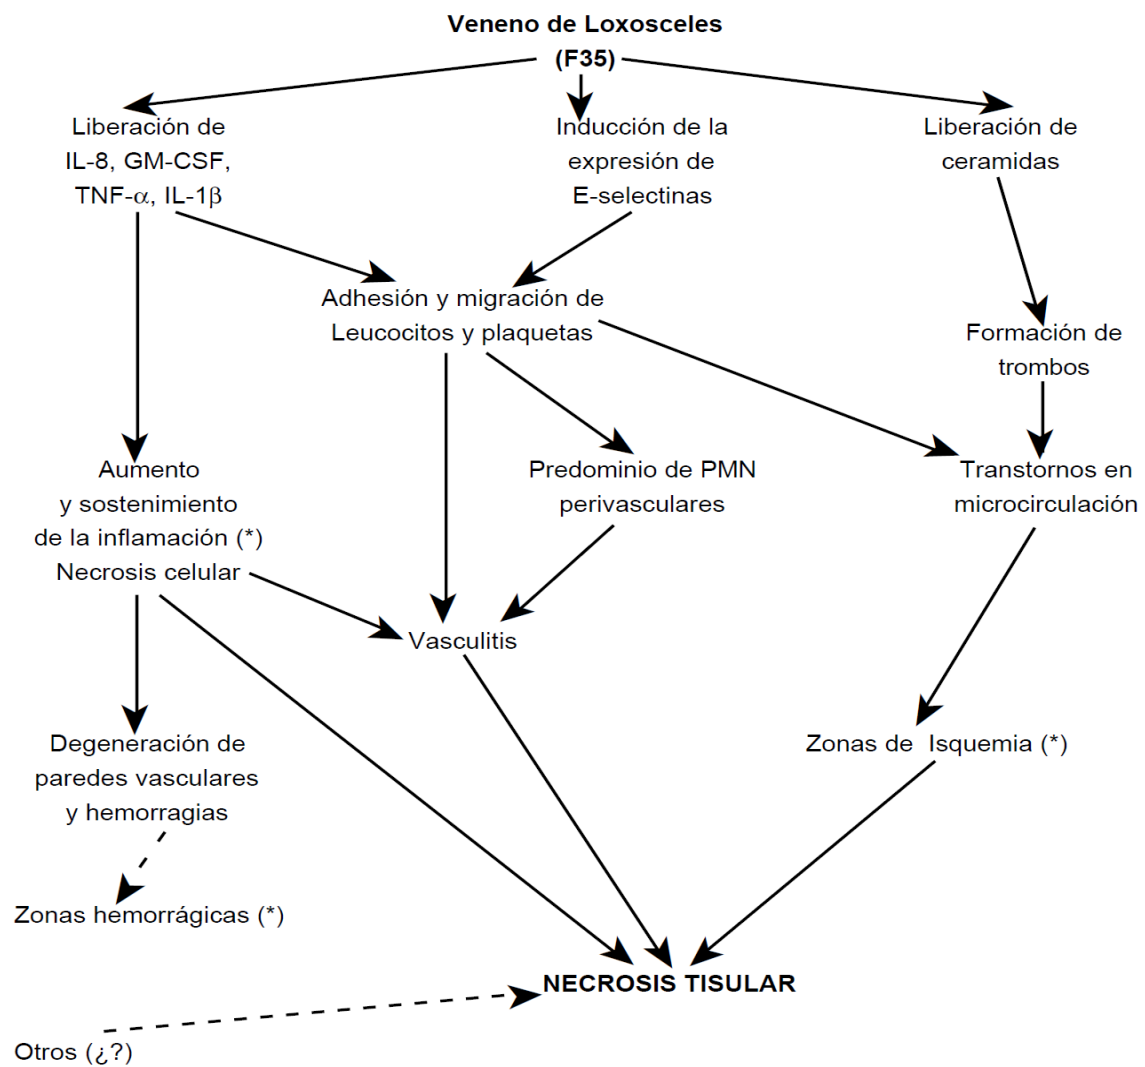 Veneno de Loxosceles
(F35)
Liberación de
IL-8, GM-CSF,
TNF-α, IL-1β
Inducción de la
expresión de
E-selectinas
Liberación de
ceramidas
Adhesión y migración de
Leucocitos y plaquetas
Formación de
trombos
Aumento
y sostenimiento
de la inflamación (*)
Necrosis celular
Predominio de PMN
perivasculares
Transtornos en
microcirculación
Vasculitis
Degeneración de
paredes vasculares
y hemorragias
Zonas de Isquemia (*)
Zonas hemorrágicas (*)
NECROSIS TISULAR
Otros (¿?)